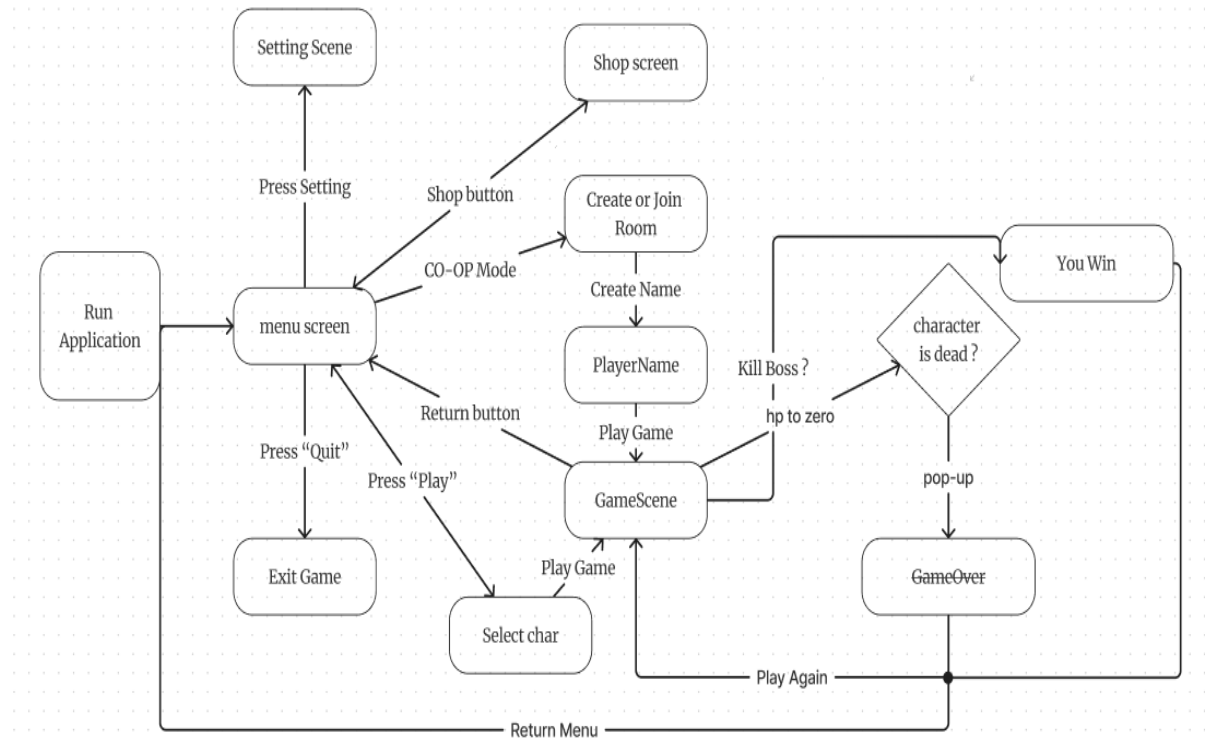 Setting Scene
Shop screen
Press Setting
Shop button
Create or Join
Room
CO-OP Mode
Create Name
You Win
Run
Application
menu screen
character
is dead ?
PlayerName
Kill Boss ?
hp to zero
Return button
Play Game
Press “Quit”
Press “Play”
GameScene
pop-up
Exit Game
Play Game
GameOver
Select char
Play Again
Return Menu